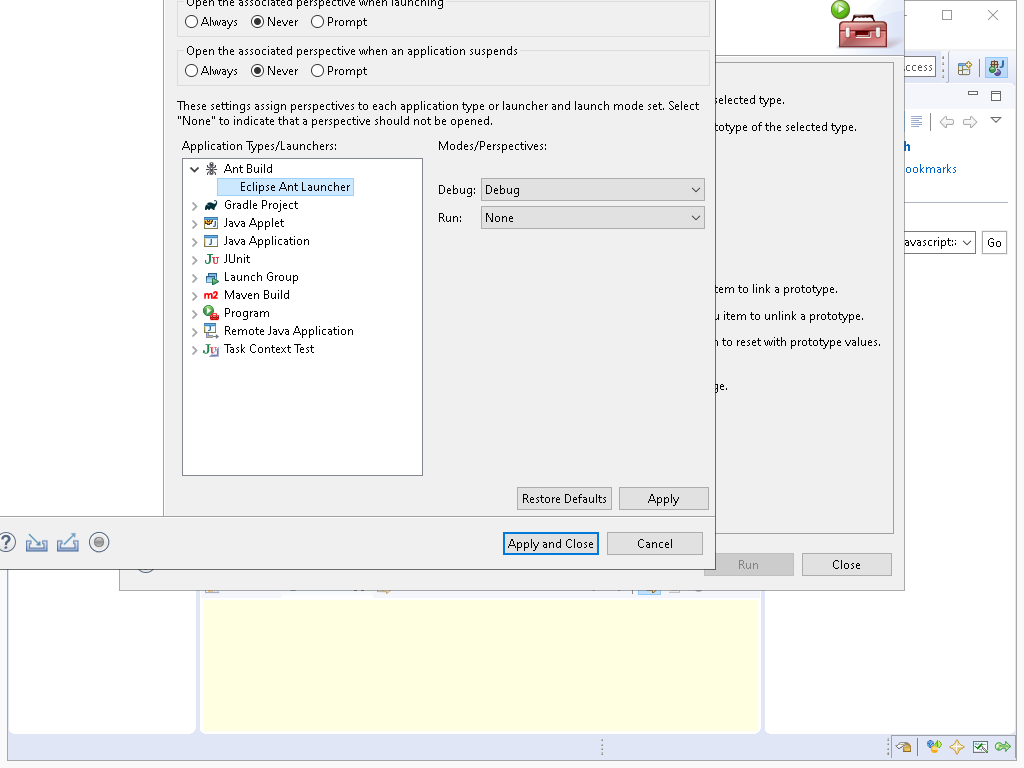 Open the associated perspective when launching
Always Never Prompt
Open the associated perspective when an application suspends
Always Never Prompt
These settings assign perspectives to each application type or launcher and launch mode set. Select
"None" to indicate that a perspective should not be opened.
Application Types/Launchers:
Modes/Perspectives:
Ant Build
Eclipse Ant Launcher
Gradle Project
Java Applet
Java Application
JUnit
Launch Group
Maven Build
Program
Remote Java Application
Task Context Test
Debug: Debug
Run: None
Restore Defaults
Apply
Apply and Close
Cancel
selected type.
totype of the selected type.
tem to link a prototype.
u item to unlink a prototype.
n to reset with prototype values.
ge.
Run
Close
ccess
h
ookmarks
avascript:
Go